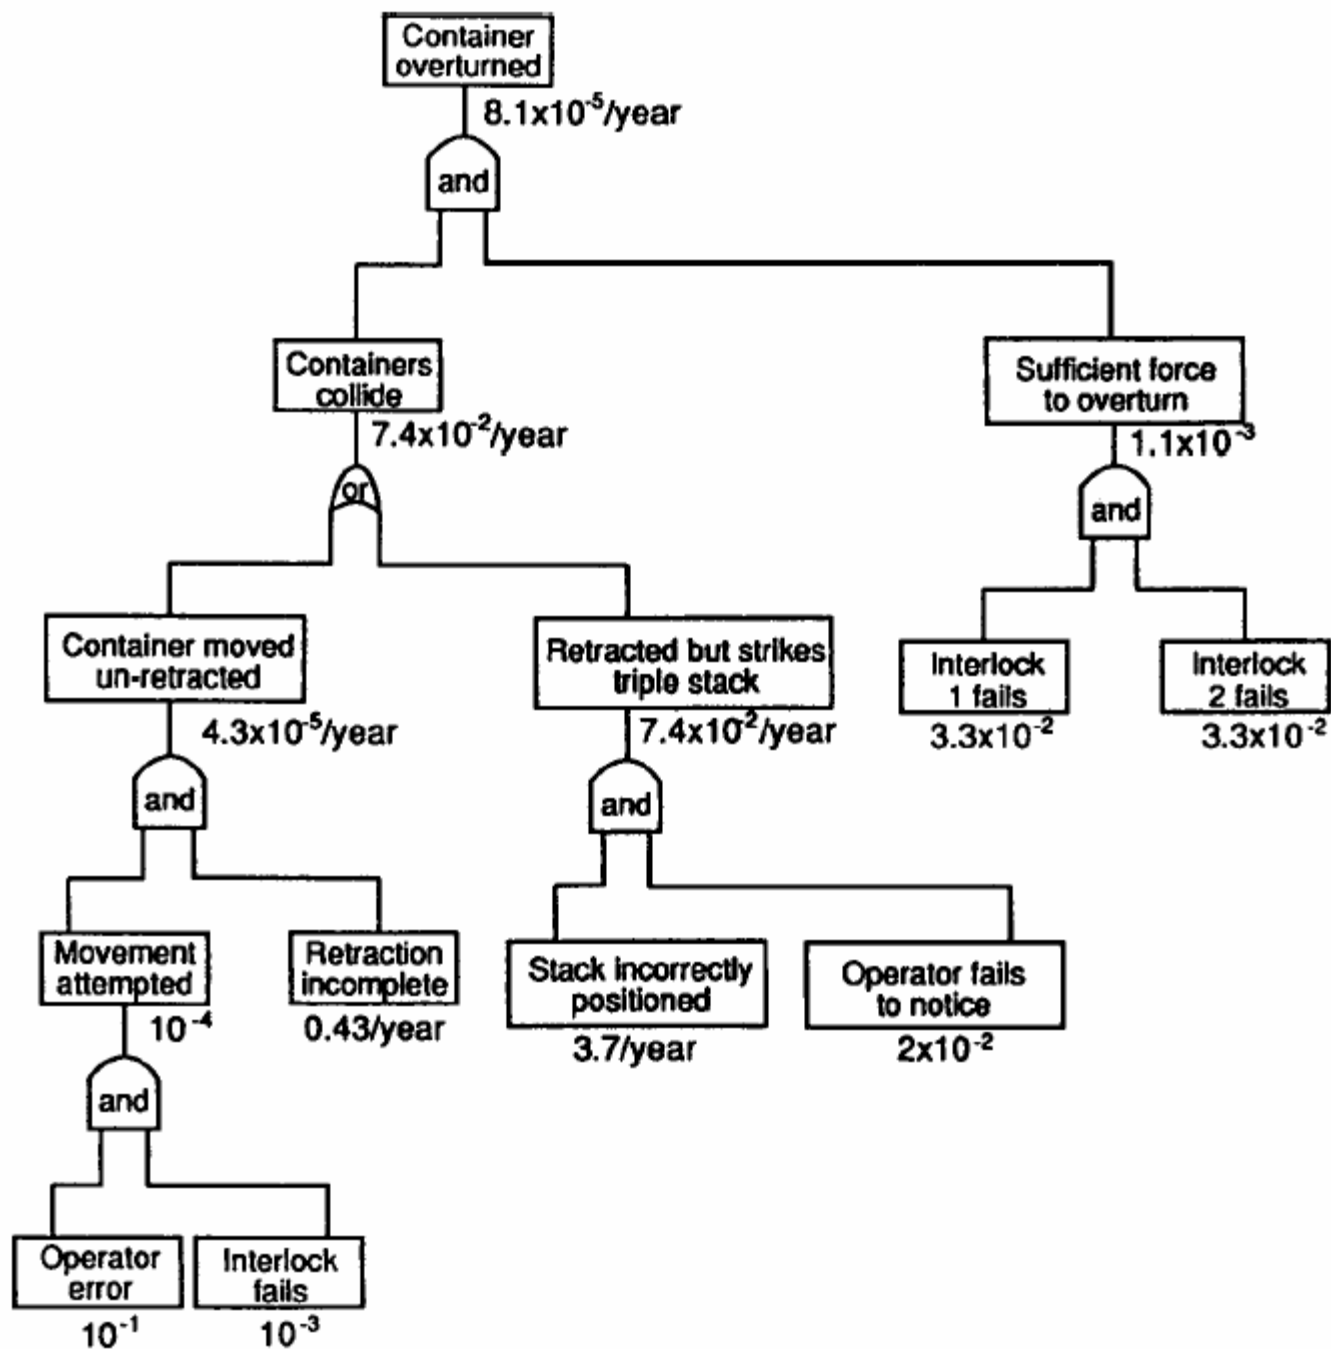 Container
overturned
8.1x10⁻⁵/year
and
Containers
collide
7.4x10⁻²/year
Sufficient force
to overturn
1.1x10⁻³
or
and
Container moved
un-retracted
4.3x10⁻⁵/year
Retracted but strikes
triple stack
7.4x10⁻²/year
Interlock
1 fails
3.3x10⁻²
Interlock
2 fails
3.3x10⁻²
and
and
Movement
attempted
10⁻⁴
Retraction
incomplete
0.43/year
Stack incorrectly
positioned
3.7/year
Operator fails
to notice
2x10⁻²
and
Operator
error
10⁻¹
Interlock
fails
10⁻³